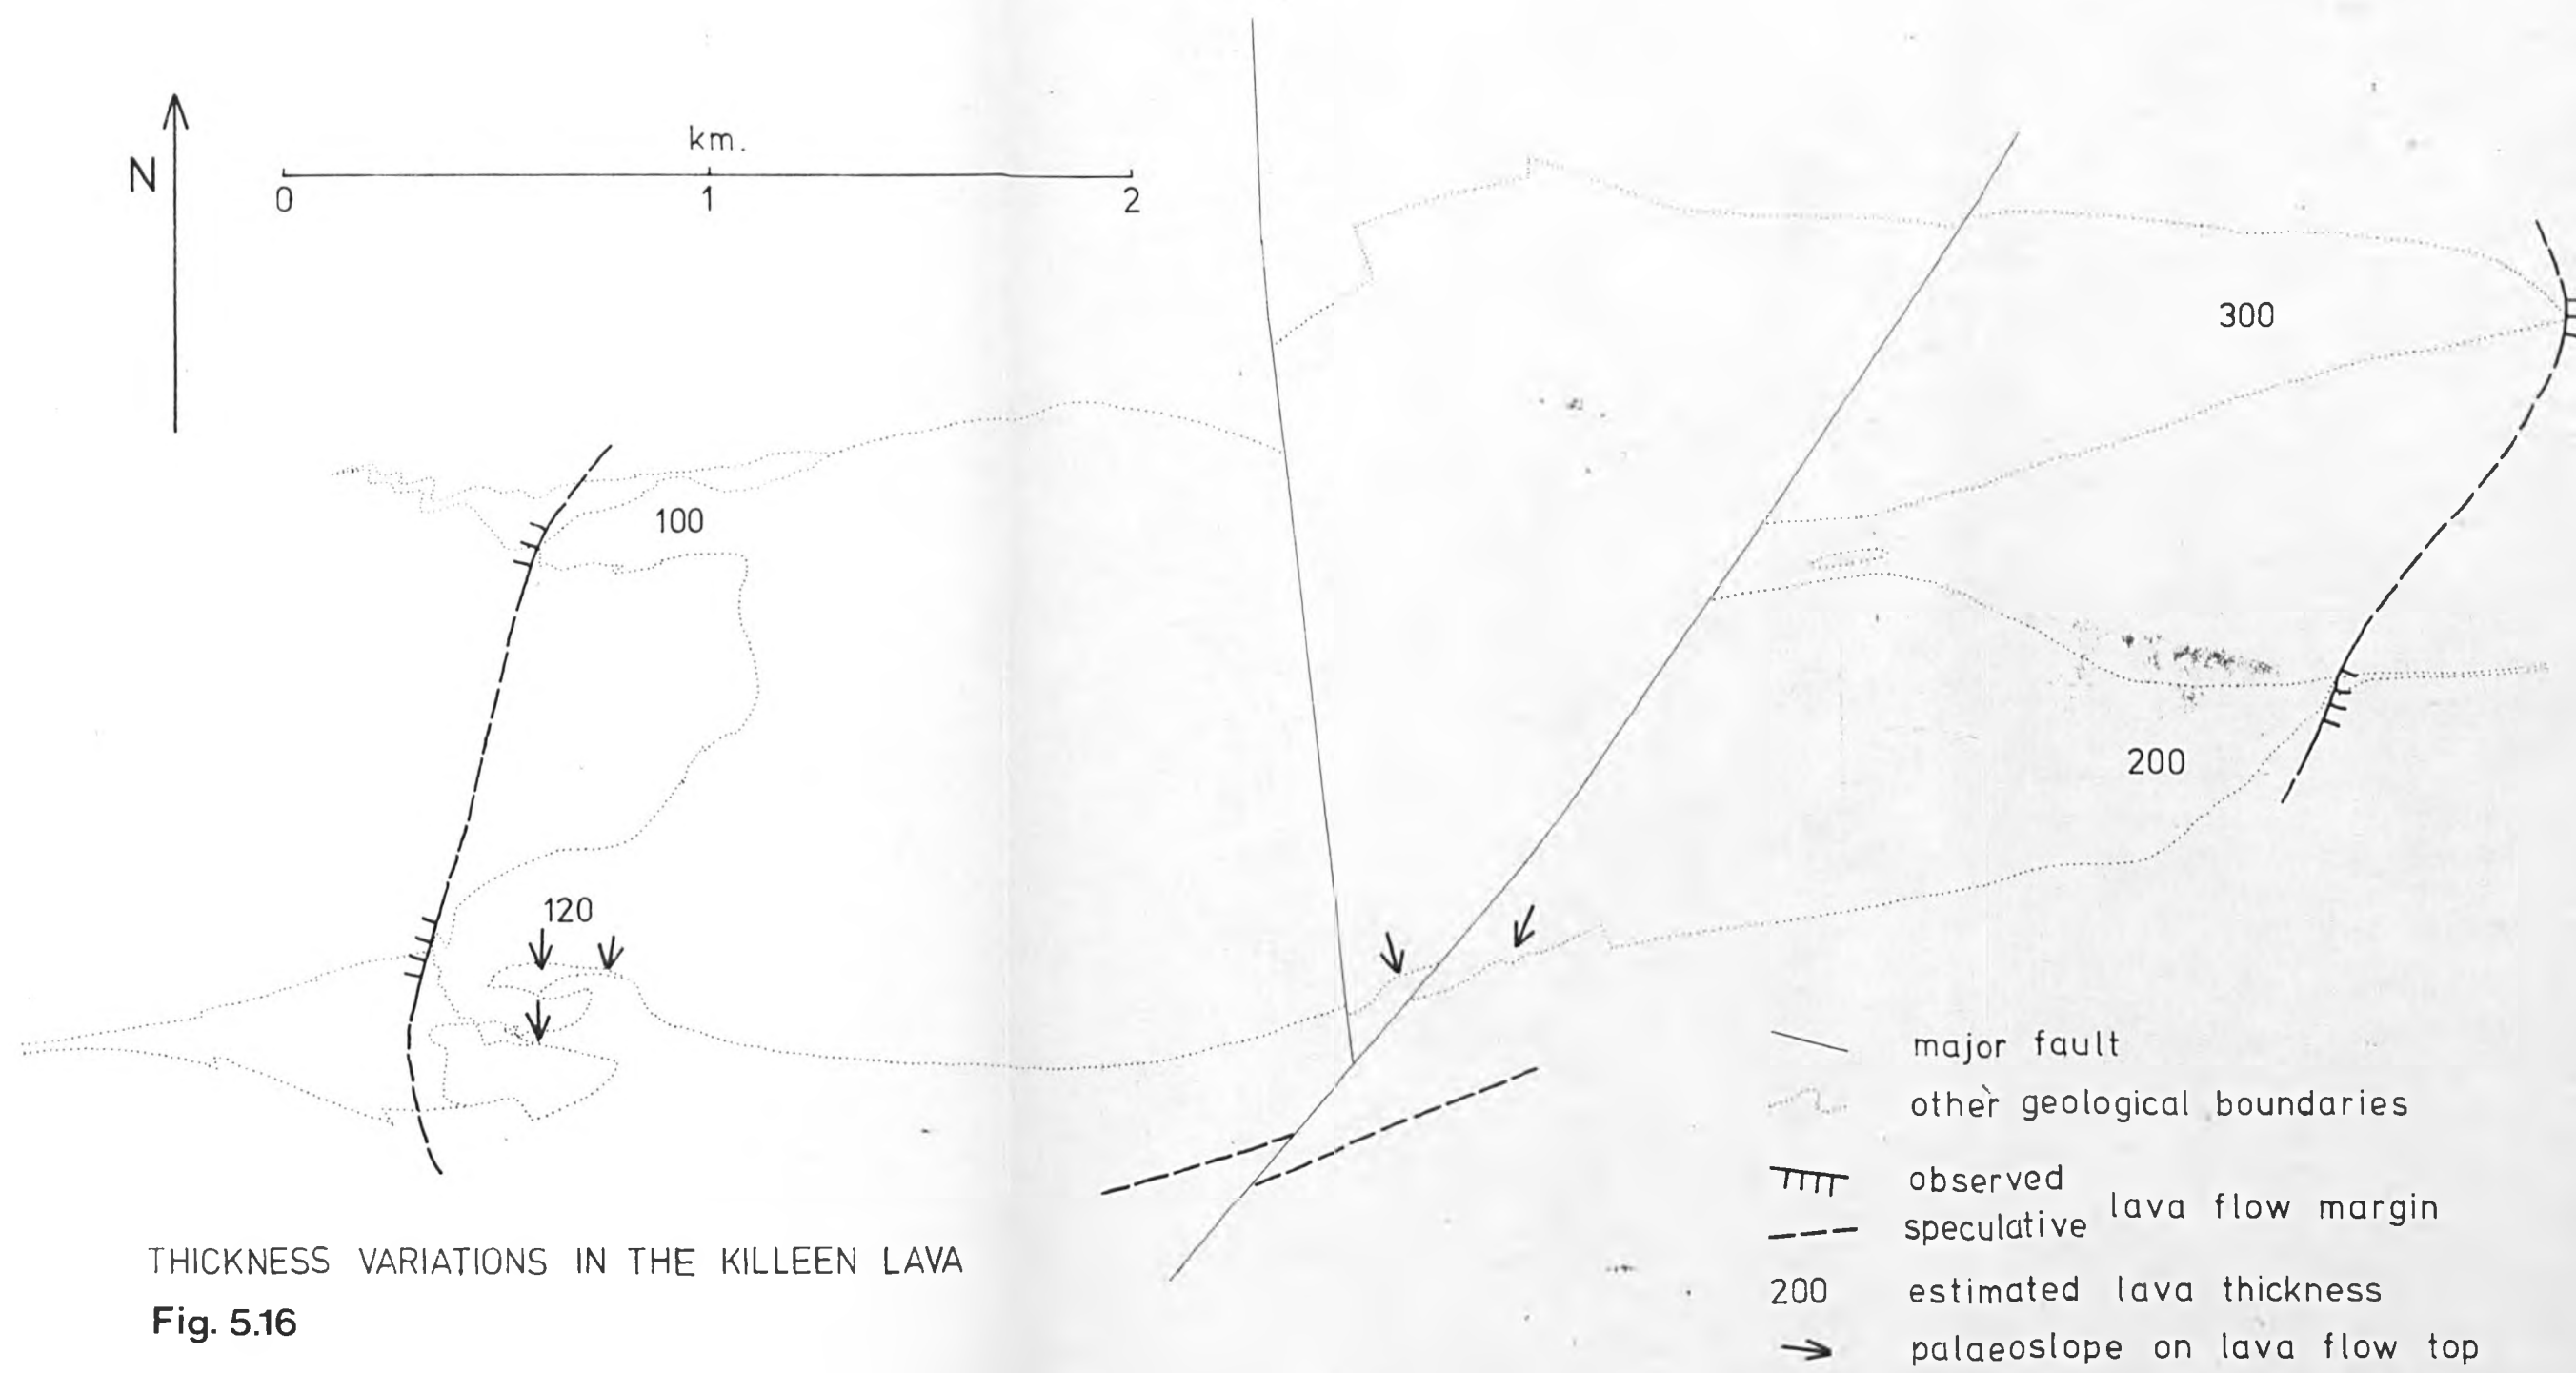 N
km.
0 1 2
300
100
200
120
major fault
other geological boundaries
observed
lava flow margin
speculative
200 estimated lava thickness
palaeoslope on lava flow top
THICKNESS VARIATIONS IN THE KILLEEN LAVA
Fig. 5.16